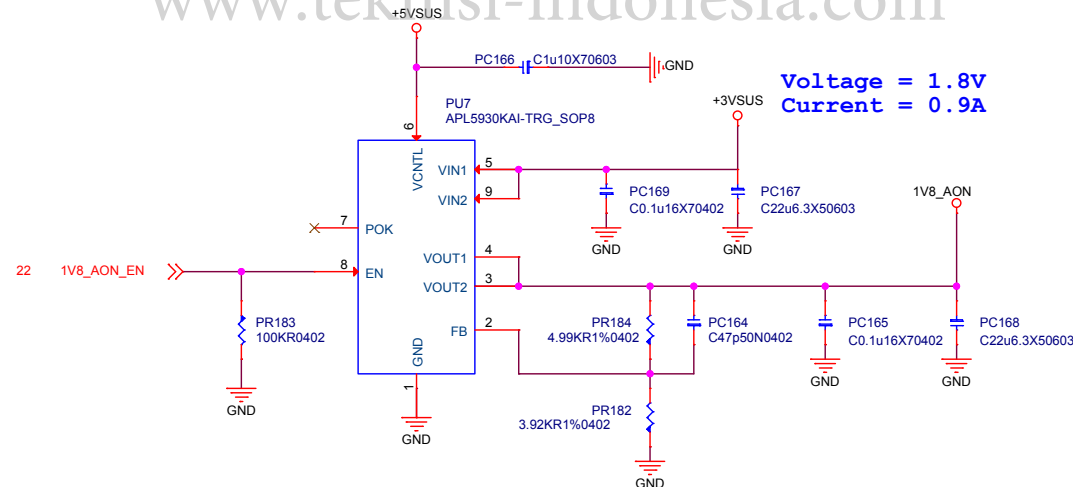 www.teknisi-indonesia.com
+5VSUS
PC166
C1u10X70603
GND
Voltage = 1.8V
Current = 0.9A
+3VSUS
PU7
APL5930KAI-TRG_SOP8
6
VCNTL
VIN1
5
VIN2
9
PC169
C0.1u16X70402
GND
PC167
C22u6.3X50603
GND
1V8_AON
7
POK
22
1V8_AON_EN
8
EN
VOUT1
4
VOUT2
3
FB
2
GND
1
GND
PR183
100KR0402
GND
PR184
4.99KR1%0402
PC164
C47p50N0402
PC165
C0.1u16X70402
GND
PC168
C22u6.3X50603
GND
PR182
3.92KR1%0402
GND